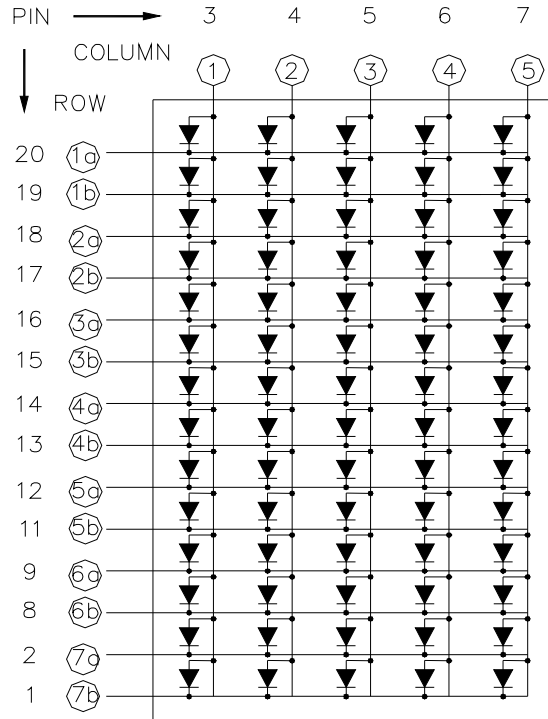 PIN 3 4 5 6 7
COLUMN 1 2 3 4 5
ROW
20 1a
19 1b
18 2a
17 2b
16 3a
15 3b
14 4a
13 4b
12 5a
11 5b
9 6a
8 6b
2 7a
1 7b